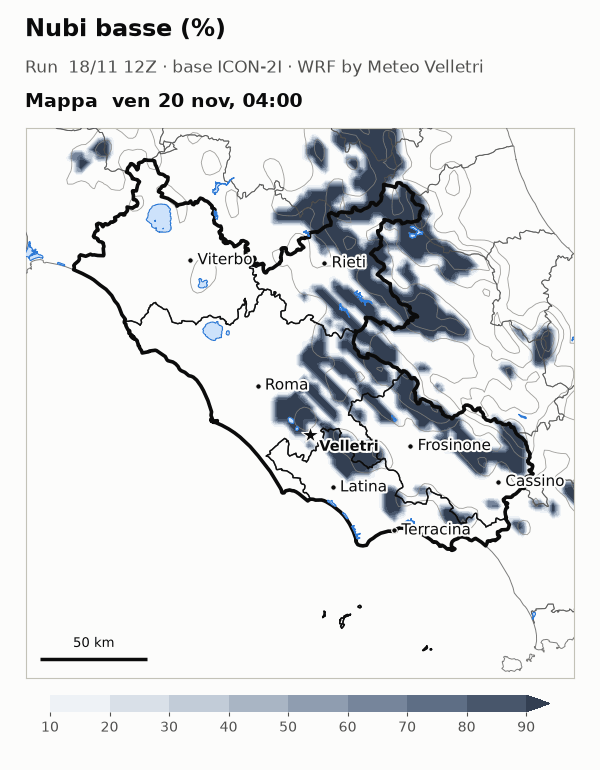 Nubi basse (%)
Run  18/11 12Z · base ICON-2I · WRF by Meteo Velletri
Mappa  ven 20 nov, 04:00
Viterbo
Rieti
Roma
Velletri
Frosinone
Latina
Cassino
Terracina
50 km
10 20 30 40 50 60 70 80 90